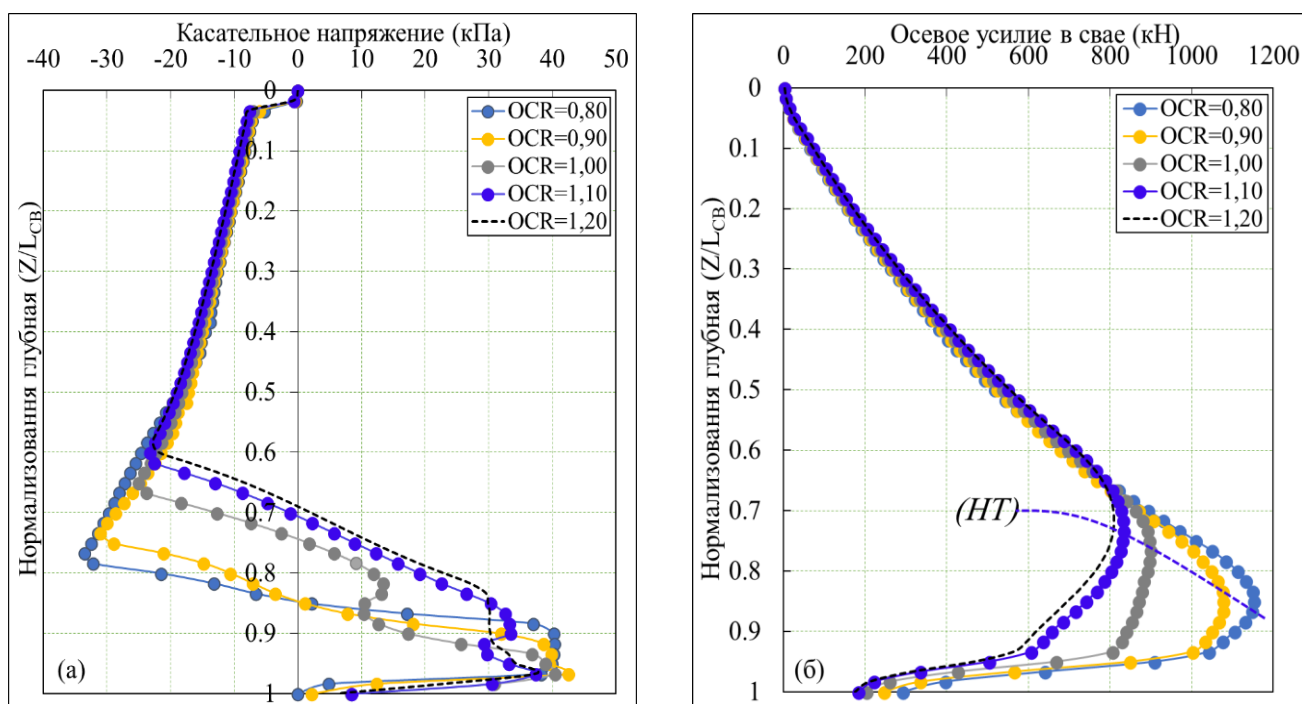 Касательное напряжение (кПа)
-40 -30 -20 -10 0 10 20 30 40 50
0
0.1
0.2
0.3
0.4
0.5
0.6
0.7
0.8
0.9
1
Нормализовання глубная (Z/LСВ)
OCR=0,80
OCR=0,90
OCR=1,00
OCR=1,10
OCR=1,20
(а)
Осевое усилие в свае (кН)
0 200 400 600 800 1000 1200
0
0.1
0.2
0.3
0.4
0.5
0.6
0.7
0.8
0.9
1
Нормализовання глубная (Z/LСВ)
OCR=0,80
OCR=0,90
OCR=1,00
OCR=1,10
OCR=1,20
(НТ)
(б)